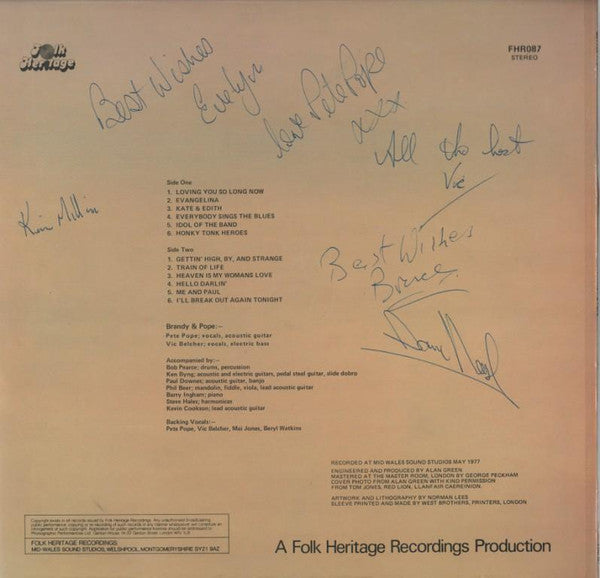 Folk
Heritage
FHR087
STEREO
Best Wishes
Evelyn
love Pete Pope
xxx
All the best
Vic
Side One
1. LOVING YOU SO LONG NOW
2. EVANGELINA
3. KATE & EDITH
4. EVERYBODY SINGS THE BLUES
5. IDOL OF THE BAND
6. HONKY TONK HEROES
Side Two
1. GETTIN' HIGH, BY, AND STRANGE
2. TRAIN OF LIFE
3. HEAVEN IS MY WOMANS LOVE
4. HELLO DARLIN'
5. ME AND PAUL
6. I'LL BREAK OUT AGAIN TONIGHT
Best Wishes
Brandy & Pope:—
Pete Pope; vocals, acoustic guitar
Vic Belcher; vocals, electric bass
Accompanied by:—
Bob Pearce; drums, percussion
Ken Byng; acoustic and electric guitars, pedal steel guitar, slide dobro
Paul Downes; acoustic guitar, banjo
Phil Beer; mandolin, fiddle, viola, lead acoustic guitar
Barry Ingham; piano
Steve Hales; harmonicas
Kevin Cookson; lead acoustic guitar
Backing Vocals:—
Pete Pope, Vic Belcher, Mai Jones, Beryl Watkins
RECORDED AT MID WALES SOUND STUDIOS MAY 1977
ENGINEERED AND PRODUCED BY ALAN GREEN
MASTERED AT THE MASTER ROOM, LONDON BY GEORGE PECKHAM
COVER PHOTO FROM ALAN GREEN WITH KIND PERMISSION
FROM TOM JONES, RED LION, LLANFAIR CAEREINION.
ARTWORK AND LITHOGRAPHY BY NORMAN LEES
SLEEVE PRINTED AND MADE BY WEST BROTHERS, PRINTERS, LONDON
FOLK HERITAGE RECORDINGS
MID-WALES SOUND STUDIOS, WELSHPOOL, MONTGOMERYSHIRE SY21 9AZ
A Folk Heritage Recordings Production